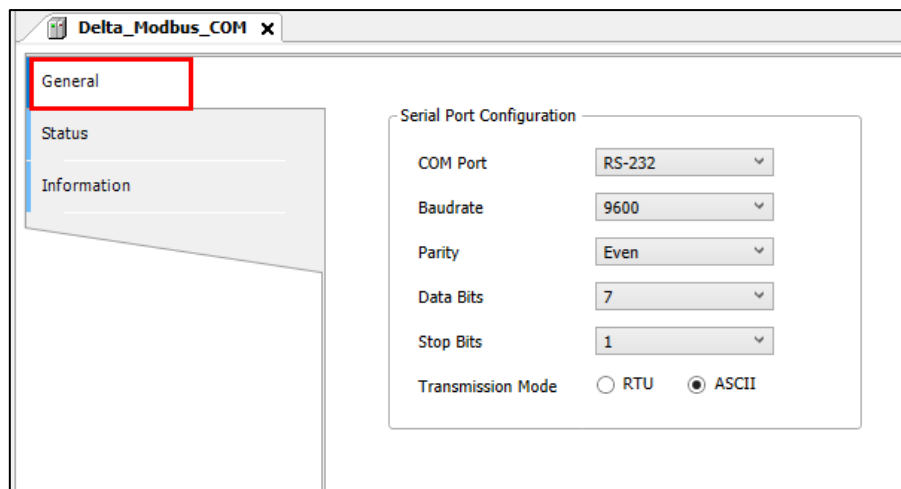 Delta_Modbus_COM
General
Status
Information
Serial Port Configuration
COM Port RS-232
Baudrate 9600
Parity Even
Data Bits 7
Stop Bits 1
Transmission Mode RTU ASCII